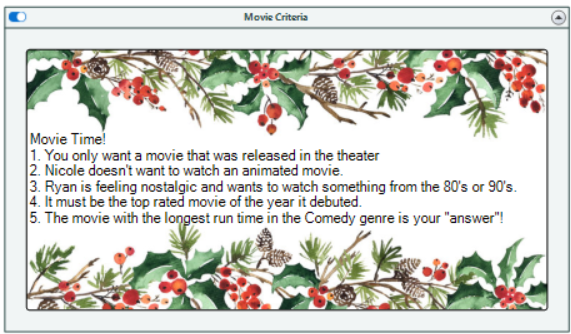 Movie Criteria
Movie Time!
1. You only want a movie that was released in the theater
2. Nicole doesn't want to watch an animated movie.
3. Ryan is feeling nostalgic and wants to watch something from the 80's or 90's.
4. It must be the top rated movie of the year it debuted.
5. The movie with the longest run time in the Comedy genre is your "answer"!